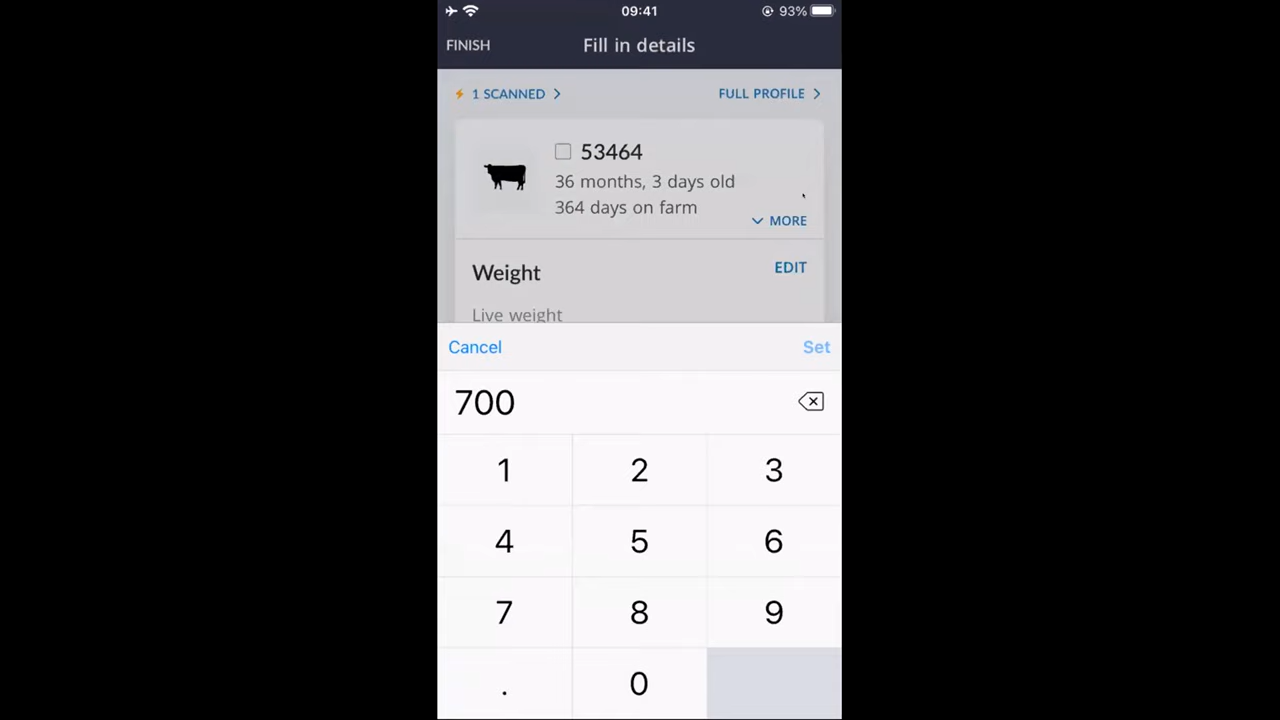 09:41
93%
FINISH
Fill in details
1 SCANNED
FULL PROFILE
53464
36 months, 3 days old
364 days on farm
MORE
Weight
EDIT
Live weight
Cancel
Set
700
1 2 3
4 5 6
7 8 9
. 0